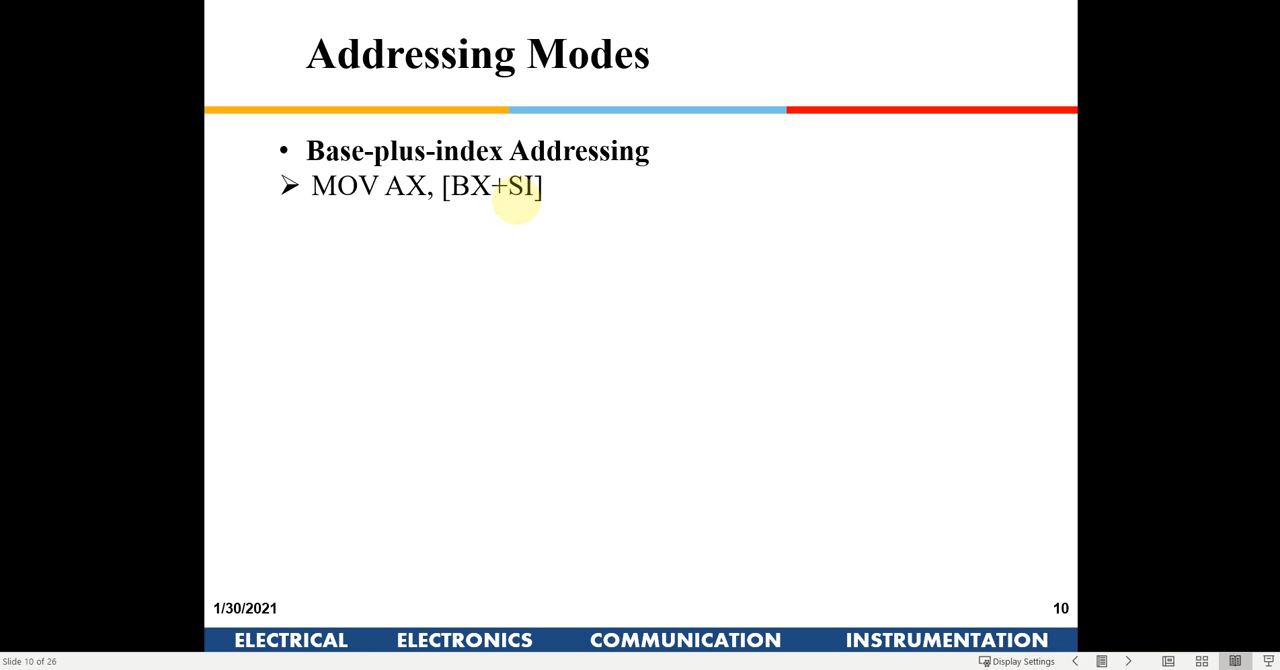 Addressing Modes
• Base-plus-index Addressing
➢ MOV AX, [BX+SI]
1/30/2021
10
ELECTRICAL ELECTRONICS COMMUNICATION INSTRUMENTATION
Slide 10 of 26
Display Settings